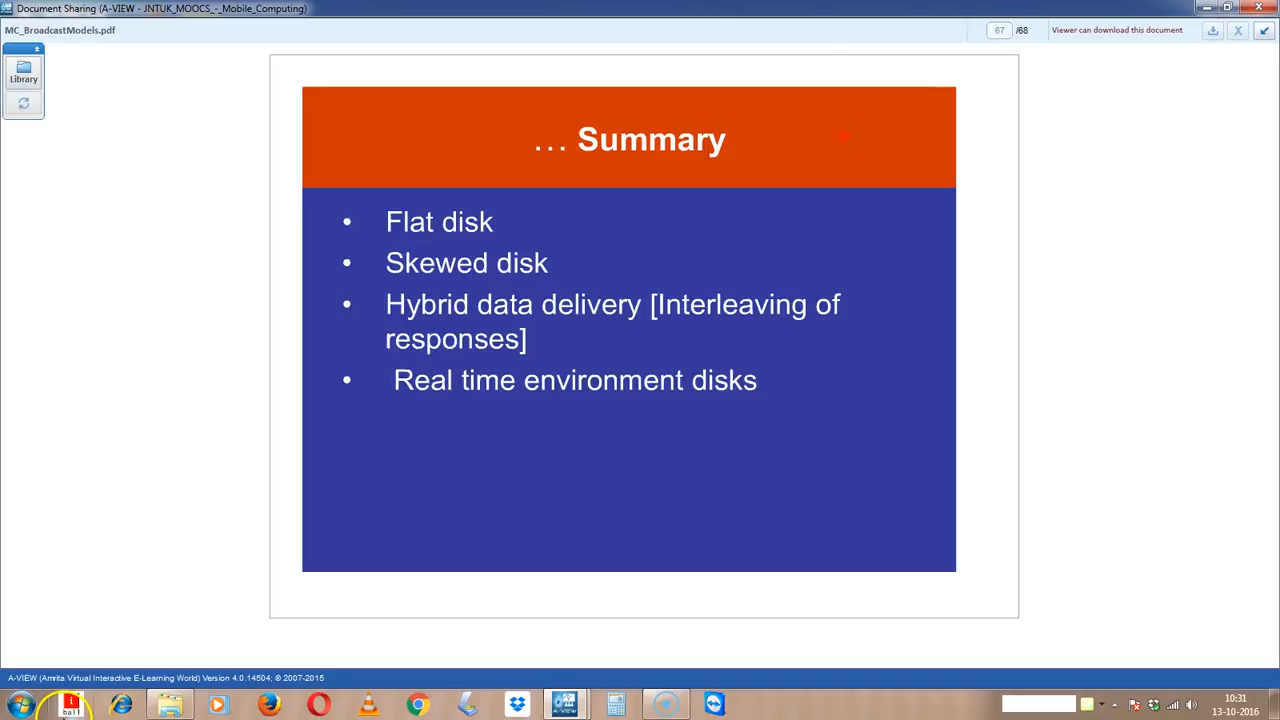 Document Sharing (A-VIEW - JNTUK_MOOCS_-_Mobile_Computing)
MC_BroadcastModels.pdf
67 /68
Viewer can download this document
Library
... Summary
• Flat disk
• Skewed disk
• Hybrid data delivery [Interleaving of
responses]
• Real time environment disks
A-VIEW (Amrita Virtual Interactive E-Learning World) Version 4.0.14504; © 2007-2015
i
ball
10:31
13-10-2016